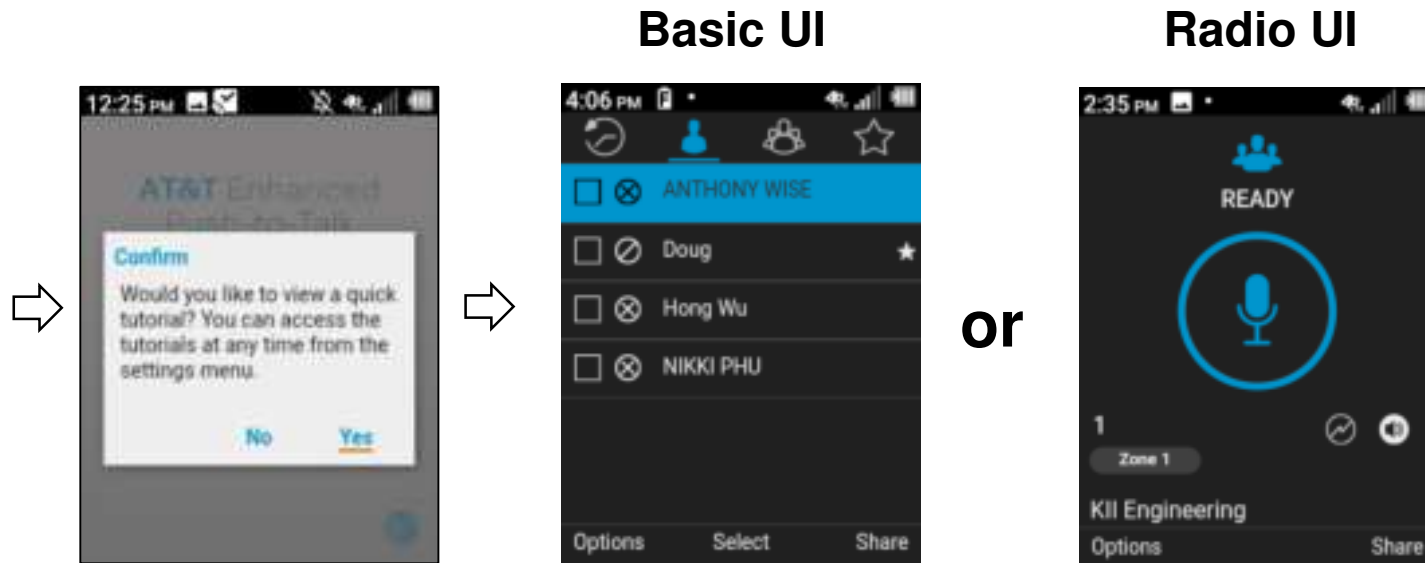 Basic UI
Radio UI
12:25 PM
AT&T Enhanced
Push-to-Talk
Confirm
Would you like to view a quick
tutorial? You can access the
tutorials at any time from the
settings menu.
No Yes
4:06 PM
ANTHONY WISE
Doug
Hong Wu
NIKKI PHU
Options Select Share
or
2:35 PM
READY
1
Zone 1
KII Engineering
Options Share